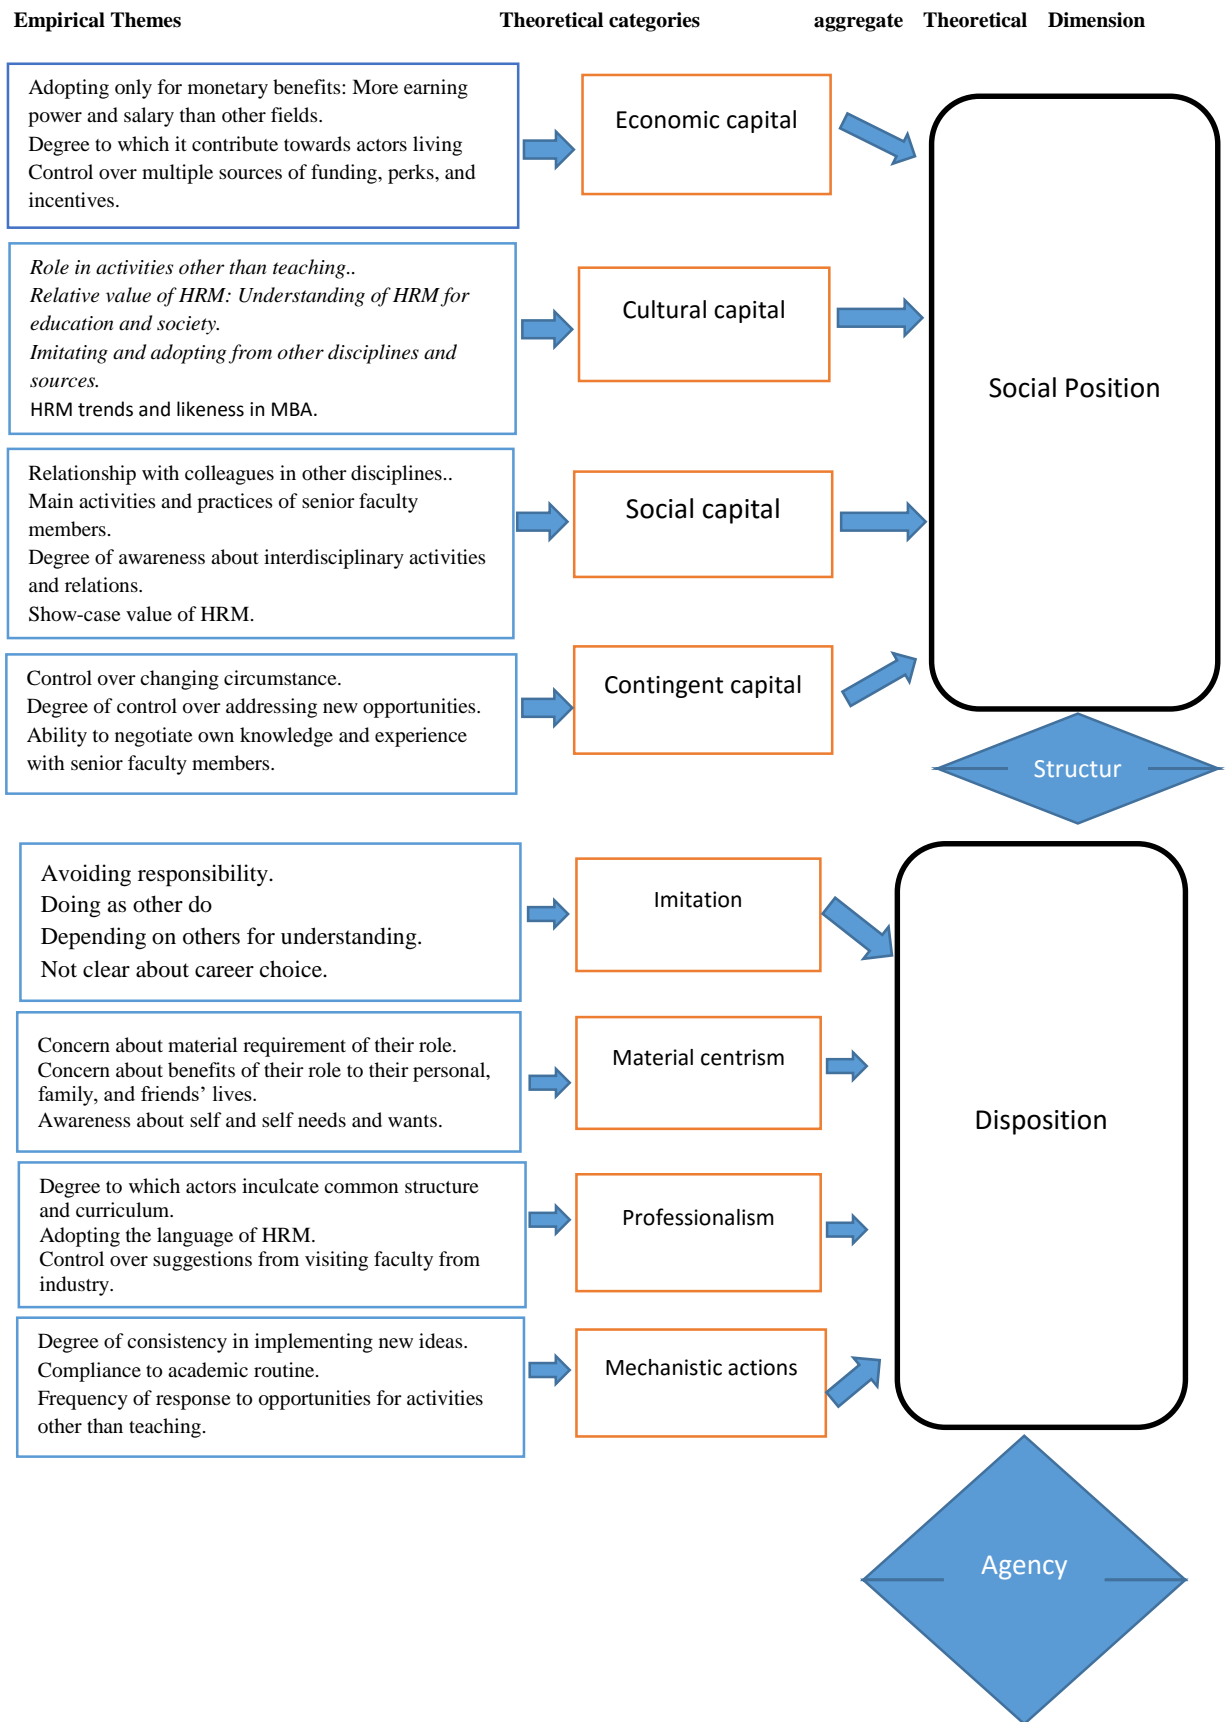 Empirical Themes Theoretical categories aggregate Theoretical Dimension
Adopting only for monetary benefits: More earning
power and salary than other fields.
Degree to which it contribute towards actors living
Control over multiple sources of funding, perks, and
incentives.
Economic capital
Role in activities other than teaching..
Relative value of HRM: Understanding of HRM for
education and society.
Imitating and adopting from other disciplines and
sources.
HRM trends and likeness in MBA.
Cultural capital
Social Position
Relationship with colleagues in other disciplines..
Main activities and practices of senior faculty
members.
Degree of awareness about interdisciplinary activities
and relations.
Show-case value of HRM.
Social capital
Control over changing circumstance.
Degree of control over addressing new opportunities.
Ability to negotiate own knowledge and experience
with senior faculty members.
Contingent capital
Structur
Avoiding responsibility.
Doing as other do
Depending on others for understanding.
Not clear about career choice.
Imitation
Concern about material requirement of their role.
Concern about benefits of their role to their personal,
family, and friends’ lives.
Awareness about self and self needs and wants.
Material centrism
Disposition
Degree to which actors inculcate common structure
and curriculum.
Adopting the language of HRM.
Control over suggestions from visiting faculty from
industry.
Professionalism
Degree of consistency in implementing new ideas.
Compliance to academic routine.
Frequency of response to opportunities for activities
other than teaching.
Mechanistic actions
Agency